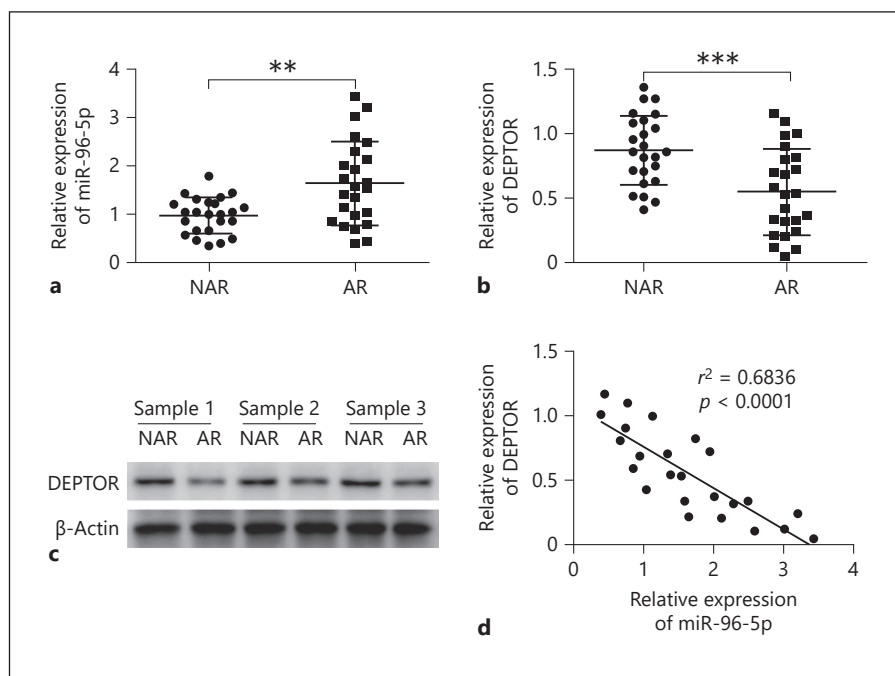 4
3
2
1
0
Relative expression
of miR-96-5p
**
NAR AR
a
1.5
1.0
0.5
0
Relative expression
of DEPTOR
***
NAR AR
b
Sample 1 Sample 2 Sample 3
NAR AR NAR AR NAR AR
DEPTOR
β-Actin
c
1.5
1.0
0.5
0
Relative expression
of DEPTOR
r² = 0.6836
p < 0.0001
0 1 2 3 4
Relative expression
of miR-96-5p
d